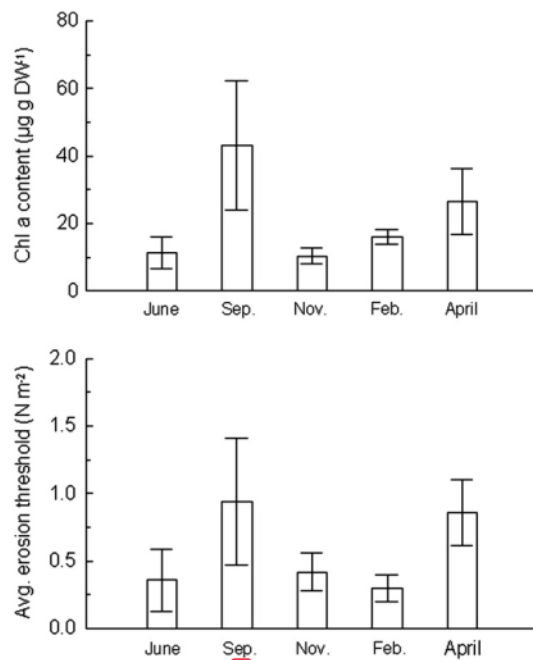 Chl a content (µg g DW-¹)
80
60
40
20
0
June Sep. Nov. Feb. April
Avg. erosion threshold (N m-²)
2.0
1.5
1.0
0.5
0.0
June Sep. Nov. Feb. April